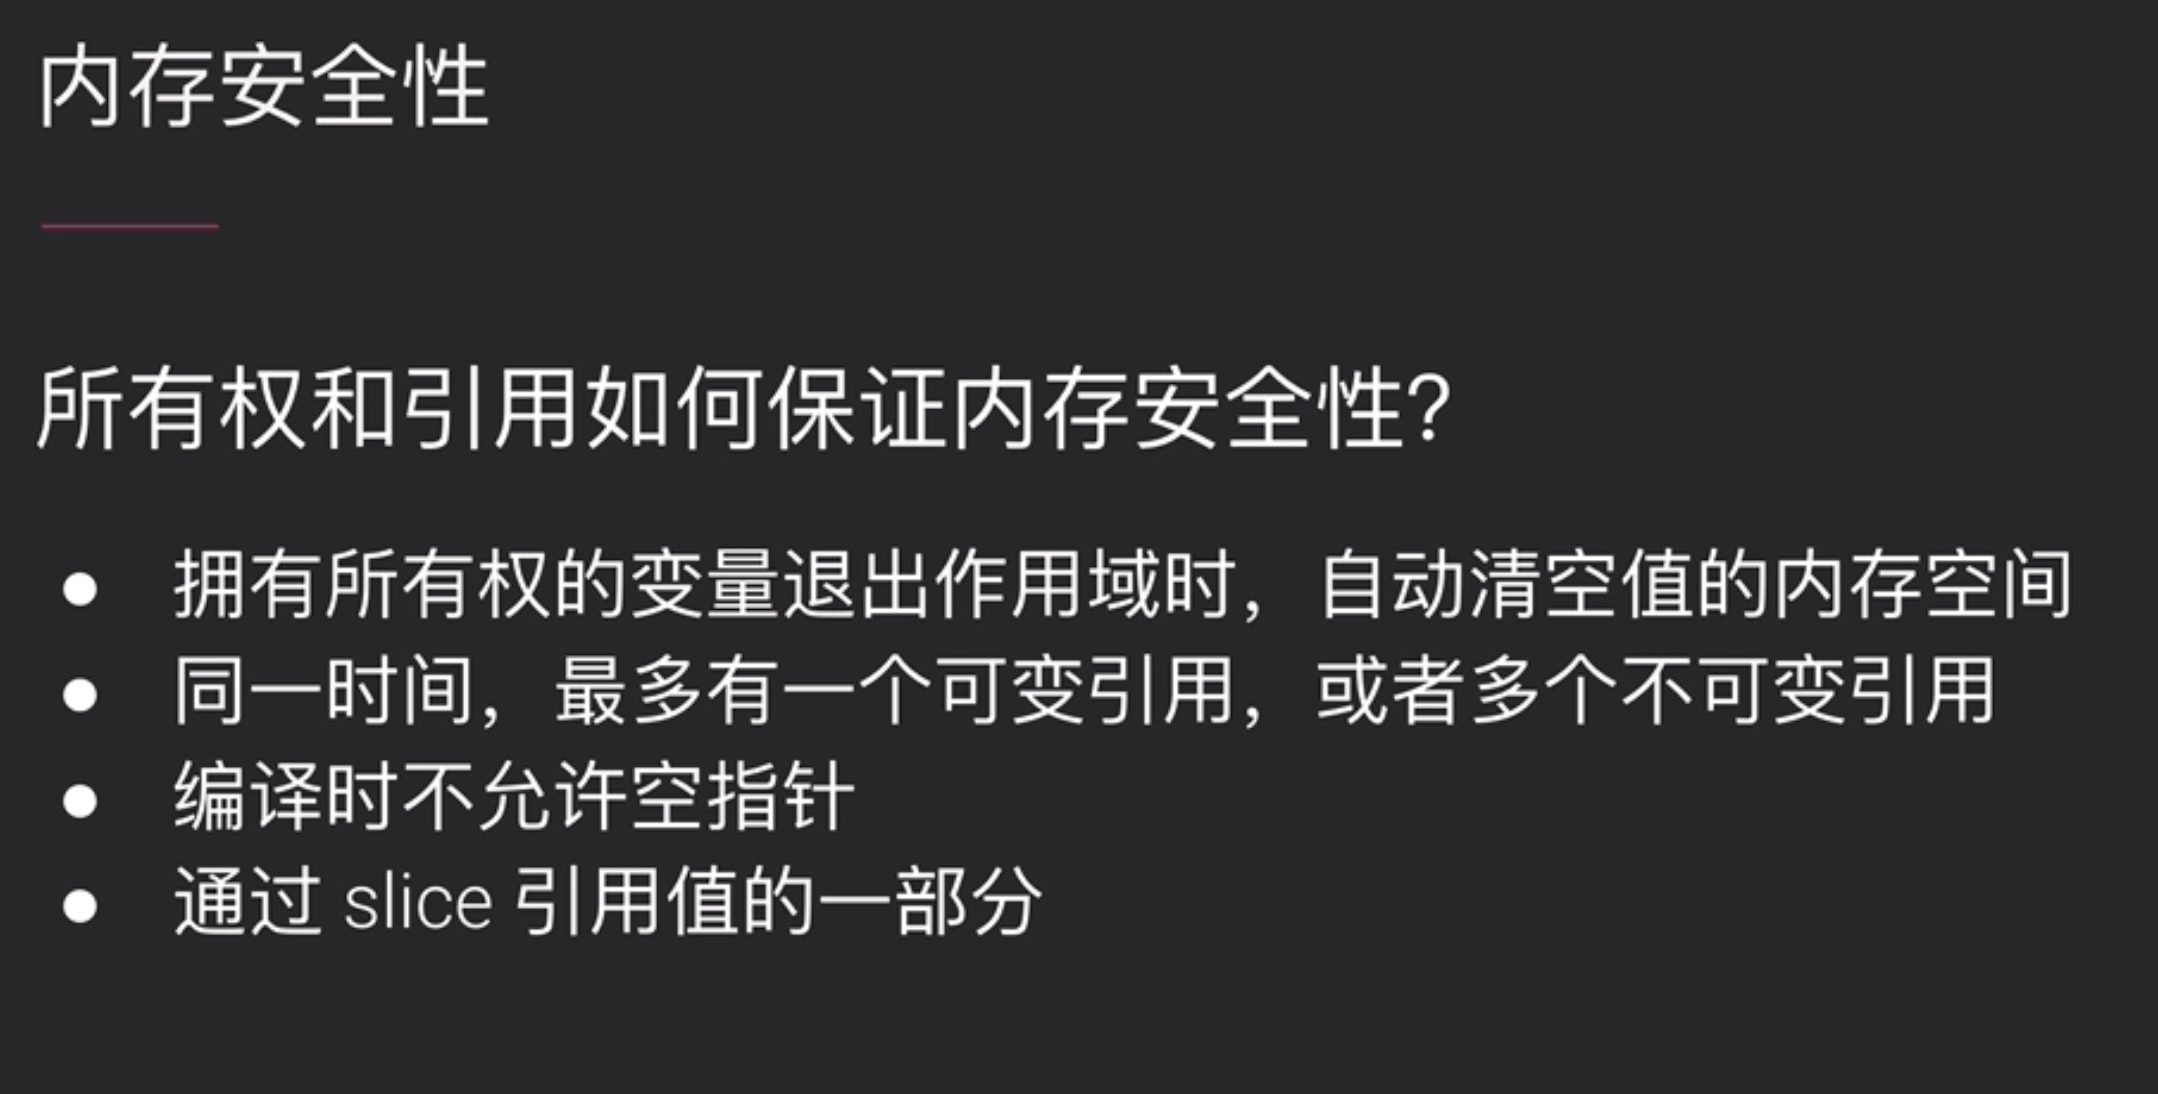 内存安全性
所有权和引用如何保证内存安全性?
● 拥有所有权的变量退出作用域时，自动清空值的内存空间
● 同一时间，最多有一个可变引用，或者多个不可变引用
● 编译时不允许空指针
● 通过 slice 引用值的一部分